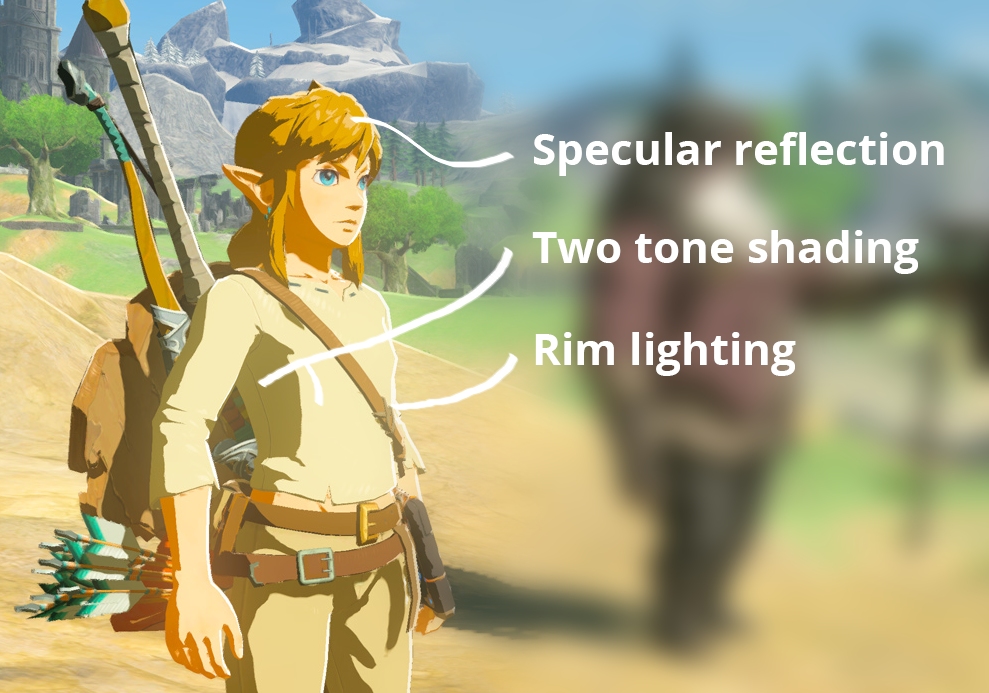 Specular reflection
Two tone shading
Rim lighting